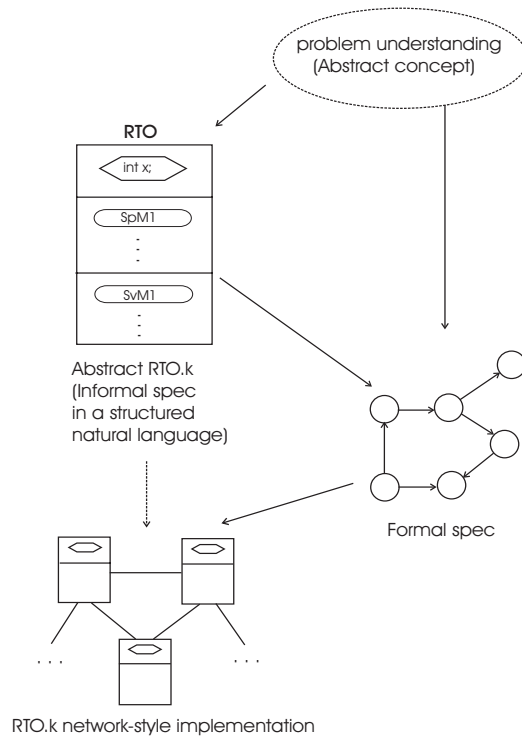 problem understanding
(Abstract concept)
RTO
int x;
SpM1
SvM1
Abstract RTO.k
(Informal spec
in a structured
natural language)
Formal spec
. . .
. . .
RTO.k network-style implementation